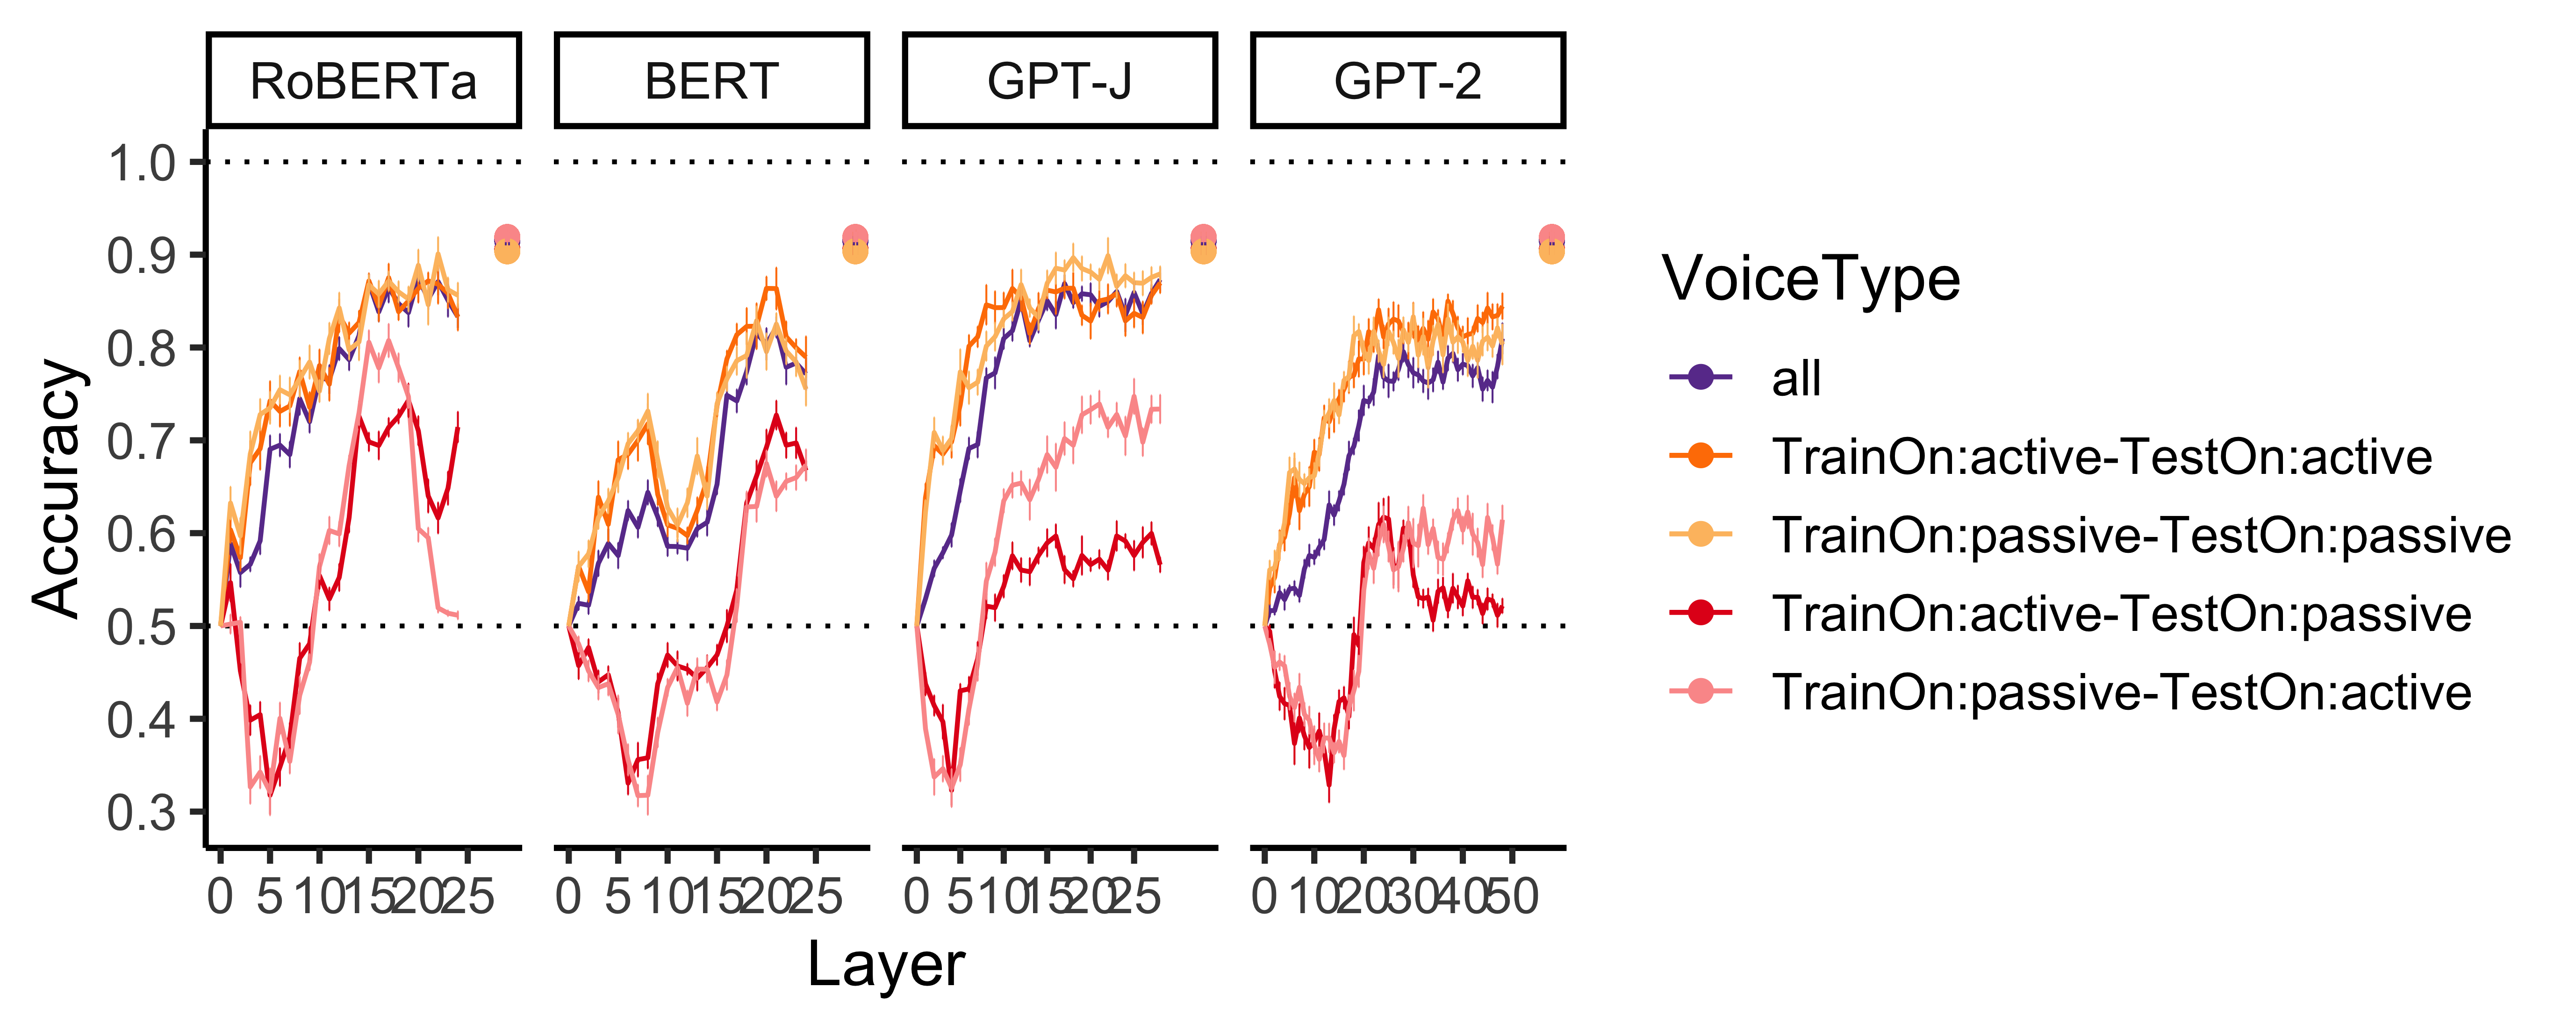 RoBERTa BERT GPT-J GPT-2
1.0
0.9
0.8
0.7
0.6
0.5
0.4
0.3
Accuracy
0 5 10 15 20 25 0 5 10 15 20 25 0 5 10 15 20 25 0 10 20 30 40 50
Layer
VoiceType
all
TrainOn:active-TestOn:active
TrainOn:passive-TestOn:passive
TrainOn:active-TestOn:passive
TrainOn:passive-TestOn:active